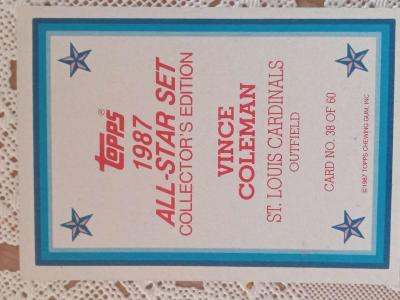 topps®
1987
ALL-STAR SET
COLLECTOR'S EDITION
VINCE
COLEMAN
ST. LOUIS CARDINALS
OUTFIELD
CARD NO. 38 OF 60
©1987 TOPPS CHEWING GUM, INC.